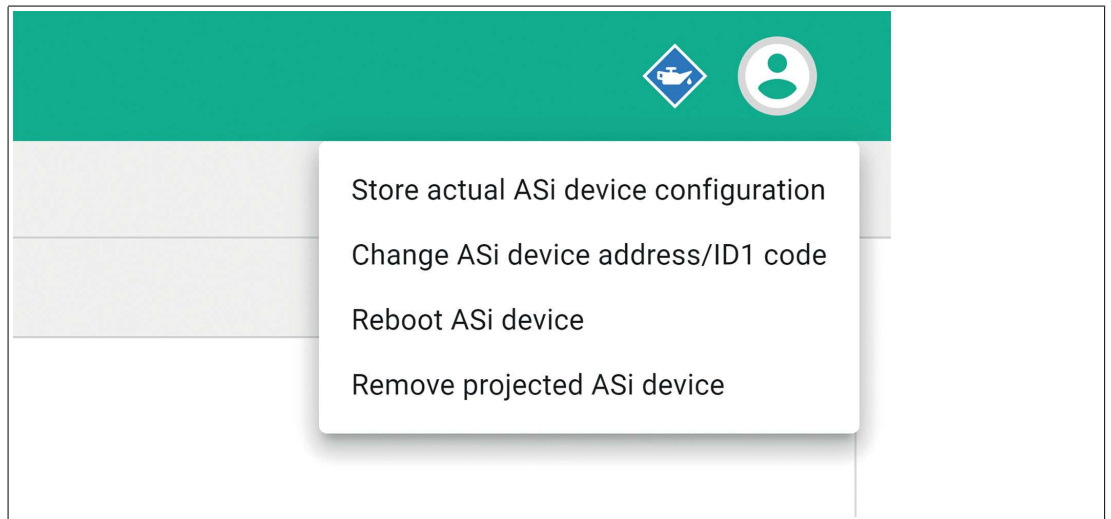 Store actual ASi device configuration
Change ASi device address/ID1 code
Reboot ASi device
Remove projected ASi device